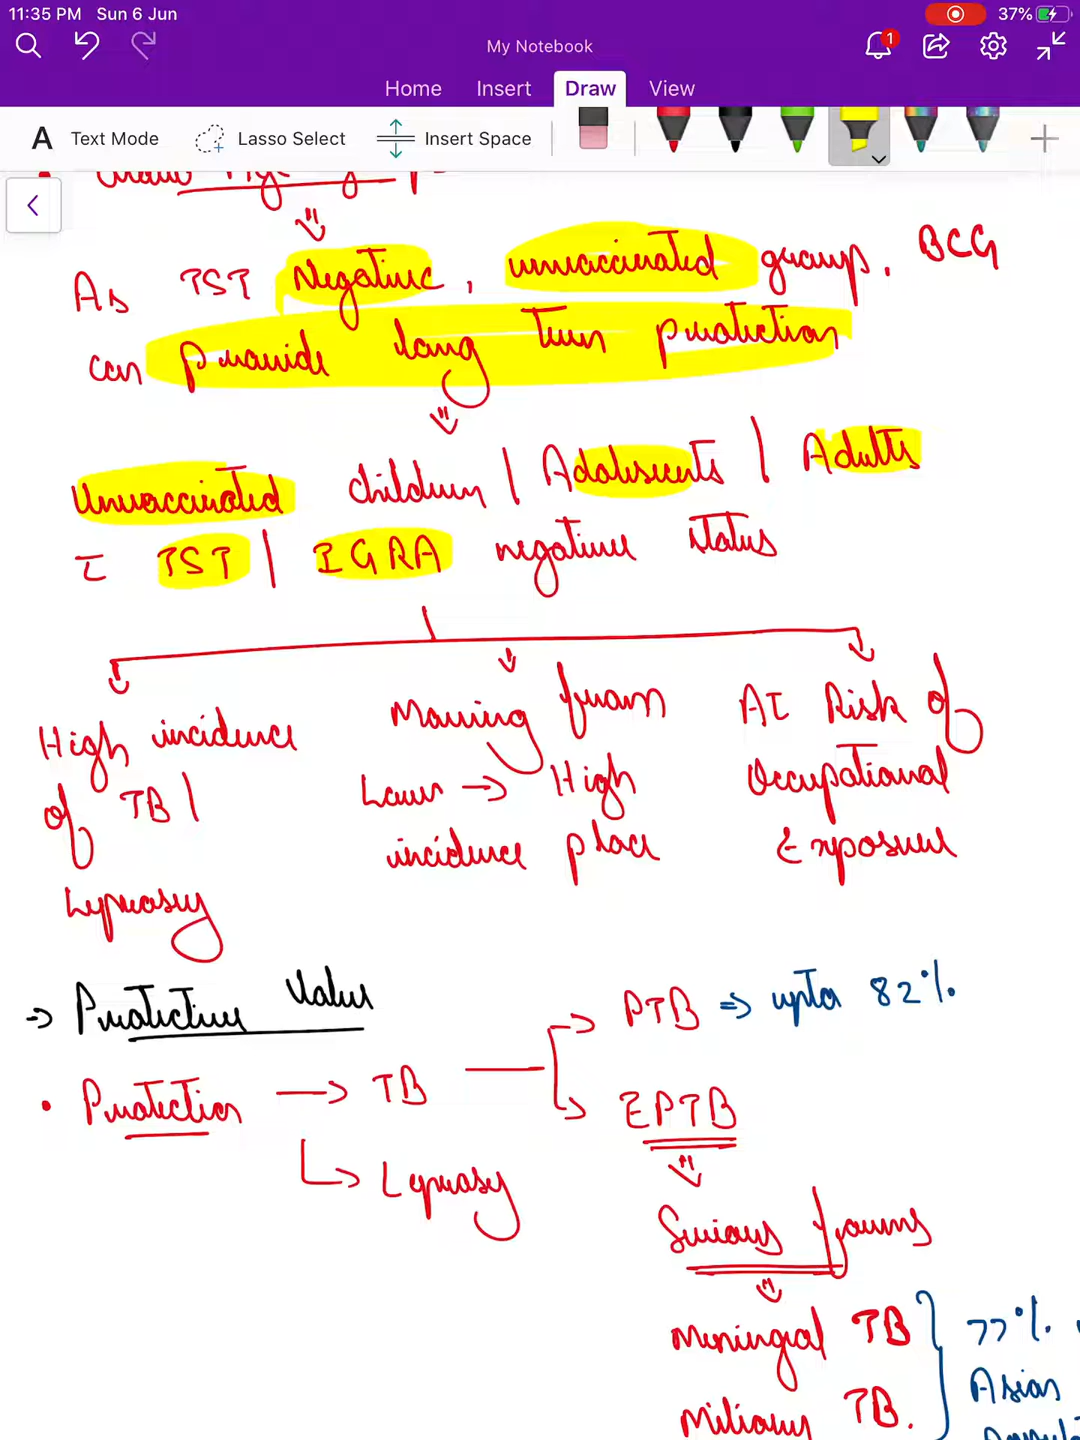 11:35 PM Sun 6 Jun
37%
My Notebook
1
Home Insert Draw View
A Text Mode Lasso Select Insert Space
As TST Negative, unvaccinated group. BCG
can provide long term protection
Unvaccinated children / Adolescents / Adults
c TST / IGRA negative status
High incidence
of TB /
Leprosy
Moving from
Low → High
incidence place
At Risk of
Occupational
Exposure
→ Protective Value
• Protection → TB
→ PTB ⇒ upto 82%
→ EPTB
→ Leprosy
Serious forms
Meningeal TB } 77%
Miliary TB.
Asian